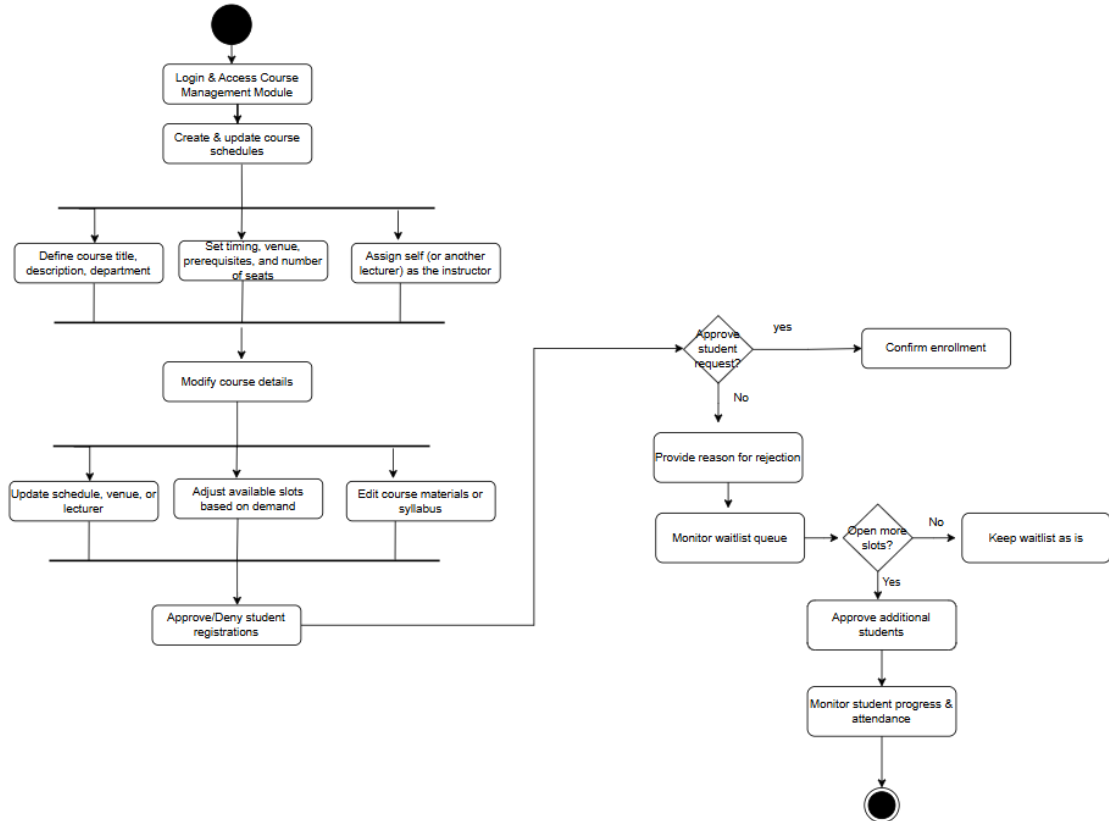 Login & Access Course
Management Module
Create & update course
schedules
Define course title,
description, department
Set timing, venue,
prerequisites, and number
of seats
Assign self (or another
lecturer) as the instructor
Modify course details
Update schedule, venue, or
lecturer
Adjust available slots
based on demand
Edit course materials or
syllabus
Approve/Deny student
registrations
Approve
student
request?
yes
Confirm enrollment
No
Provide reason for rejection
Monitor waitlist queue
Open more
slots?
No
Keep waitlist as is
Yes
Approve additional
students
Monitor student progress &
attendance